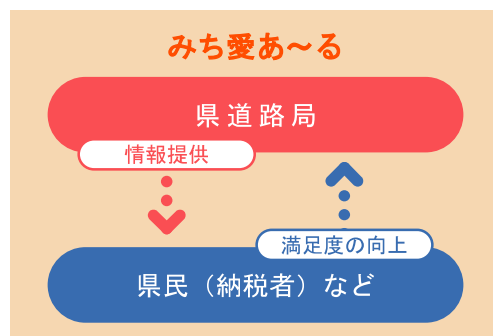 みち愛あ～る
県道路局
情報提供
満足度の向上
県民（納税者）など